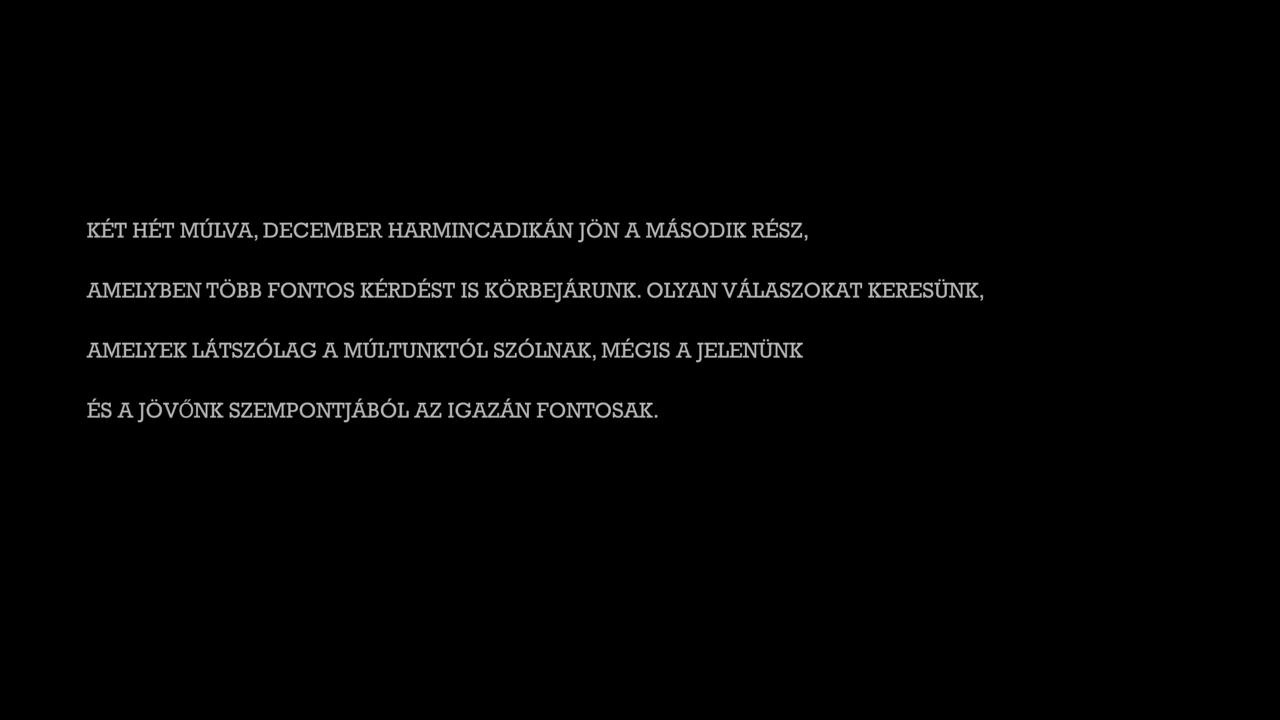 KÉT HÉT MÚLVA, DECEMBER HARMINCADIKÁN JÖN A MÁSODIK RÉSZ,
AMELYBEN TÖBB FONTOS KÉRDÉST IS KÖRBEJÁRUNK. OLYAN VÁLASZOKAT KERESÜNK,
AMELYEK LÁTSZÓLAG A MÚLTUNKTÓL SZÓLNAK, MÉGIS A JELENÜNK
ÉS A JÖVŐNK SZEMPONTJÁBÓL AZ IGAZÁN FONTOSAK.